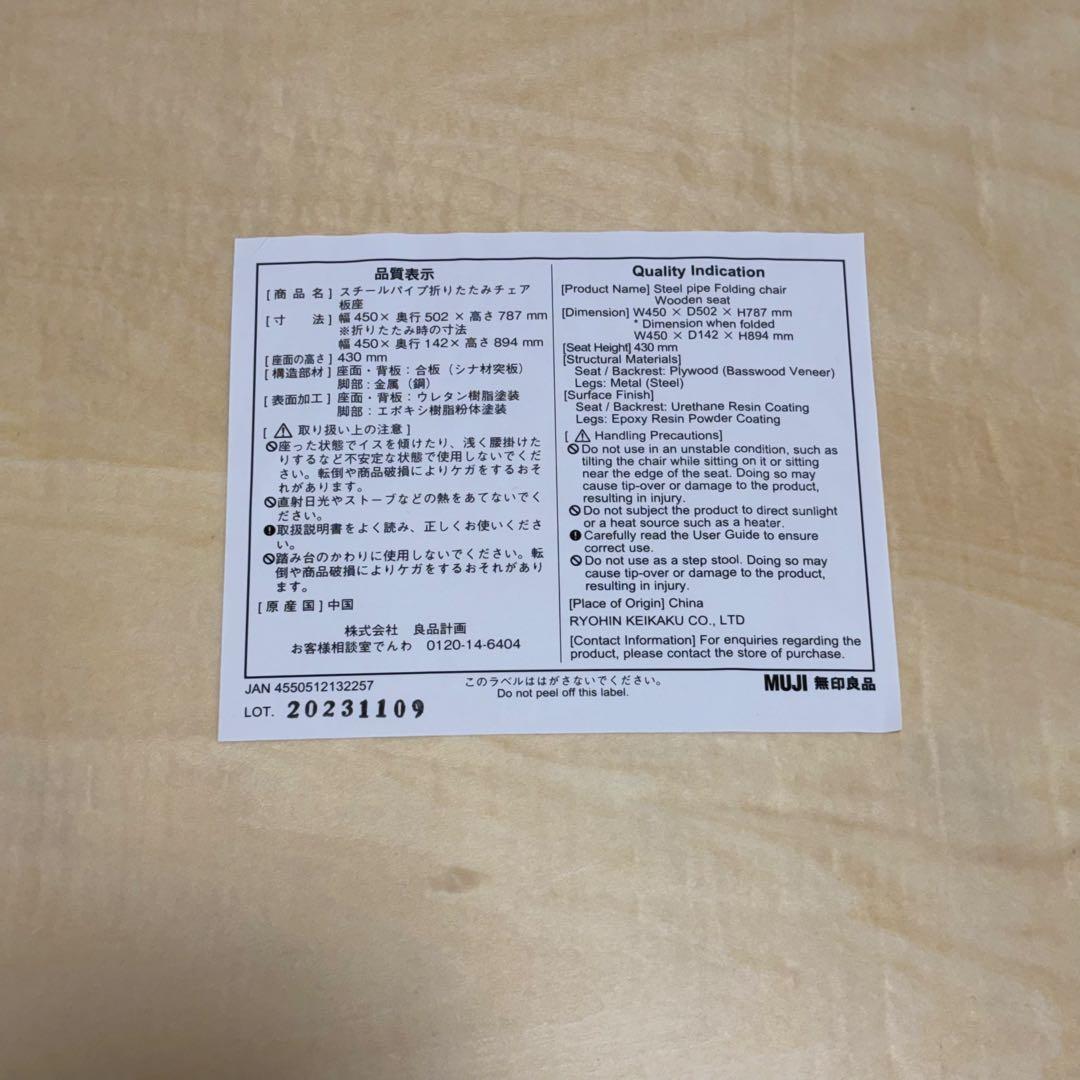 品質表示
[商品名] スチールパイプ折りたたみチェア
板座
[寸　法] 幅 450× 奥行 502 × 高さ 787 mm
※折りたたみ時の寸法
幅 450× 奥行 142× 高さ 894 mm
[座面の高さ] 430 mm
[構造部材] 座面・背板：合板（シナ材突板）
脚部：金属（鋼）
[表面加工] 座面・背板：ウレタン樹脂塗装
脚部：エポキシ樹脂粉体塗装
[⚠ 取り扱い上の注意]
🚫座った状態でイスを傾けたり、浅く腰掛けた
りするなど不安定な状態で使用しないでくだ
さい。転倒や商品破損によりケガをするおそ
れがあります。
🚫直射日光やストーブなどの熱をあてないでく
ださい。
❗取扱説明書をよく読み、正しくお使いくださ
い。
🚫踏み台のかわりに使用しないでください。転
倒や商品破損によりケガをするおそれがあり
ます。
[原産国] 中国
株式会社　良品計画
お客様相談室でんわ　0120-14-6404
Quality Indication
[Product Name] Steel pipe Folding chair
Wooden seat
[Dimension] W450 × D502 × H787 mm
* Dimension when folded
W450 × D142 × H894 mm
[Seat Height] 430 mm
[Structural Materials]
Seat / Backrest: Plywood (Basswood Veneer)
Legs: Metal (Steel)
[Surface Finish]
Seat / Backrest: Urethane Resin Coating
Legs: Epoxy Resin Powder Coating
[ ⚠ Handling Precautions]
🚫 Do not use in an unstable condition, such as
tilting the chair while sitting on it or sitting
near the edge of the seat. Doing so may
cause tip-over or damage to the product,
resulting in injury.
🚫 Do not subject the product to direct sunlight
or a heat source such as a heater.
❗ Carefully read the User Guide to ensure
correct use.
🚫 Do not use as a step stool. Doing so may
cause tip-over or damage to the product,
resulting in injury.
[Place of Origin] China
RYOHIN KEIKAKU CO., LTD
[Contact Information] For enquiries regarding the
product, please contact the store of purchase.
JAN 4550512132257
LOT. 20231109
このラベルははがさないでください。
Do not peel off this label.
MUJI 無印良品